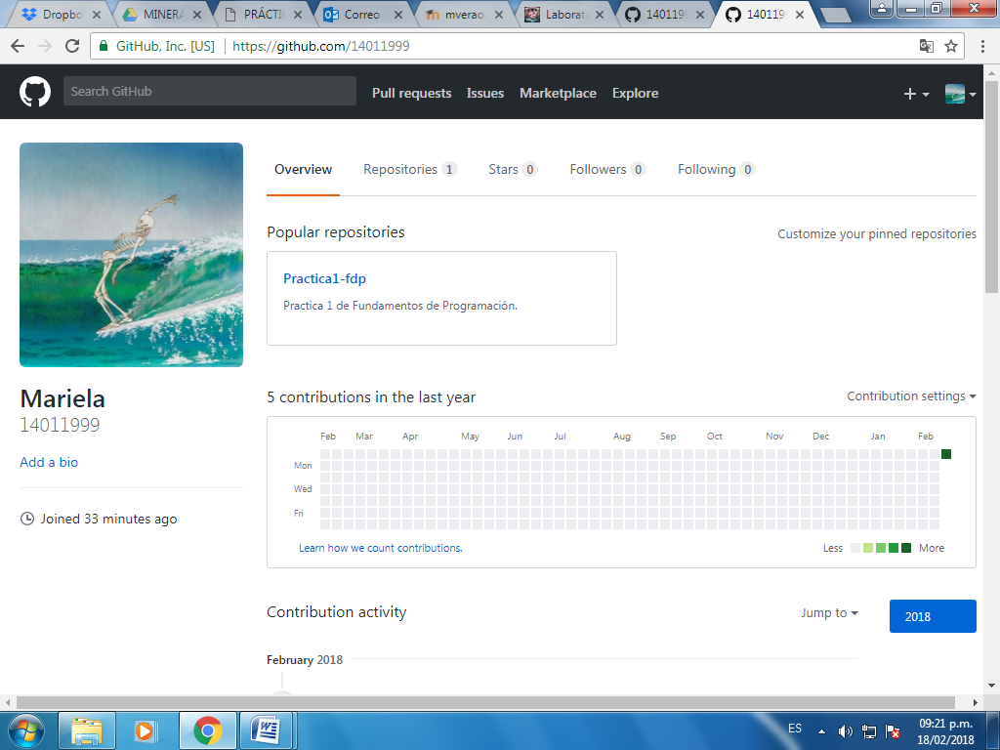 Dropbo
MINERA
PRÁCTI
Correo -
mverao.
Laborat
140119
140119
GitHub, Inc. [US]
https://github.com/14011999
Search GitHub
Pull requests
Issues
Marketplace
Explore
Overview
Repositories 1
Stars 0
Followers 0
Following 0
Popular repositories
Customize your pinned repositories
Practica1-fdp
Practica 1 de Fundamentos de Programación.
Mariela
14011999
Add a bio
Joined 33 minutes ago
5 contributions in the last year
Contribution settings
Feb Mar Apr May Jun Jul Aug Sep Oct Nov Dec Jan Feb
Mon
Wed
Fri
Learn how we count contributions.
Less
More
Contribution activity
Jump to
2018
February 2018
ES
09:21 p.m.
18/02/2018